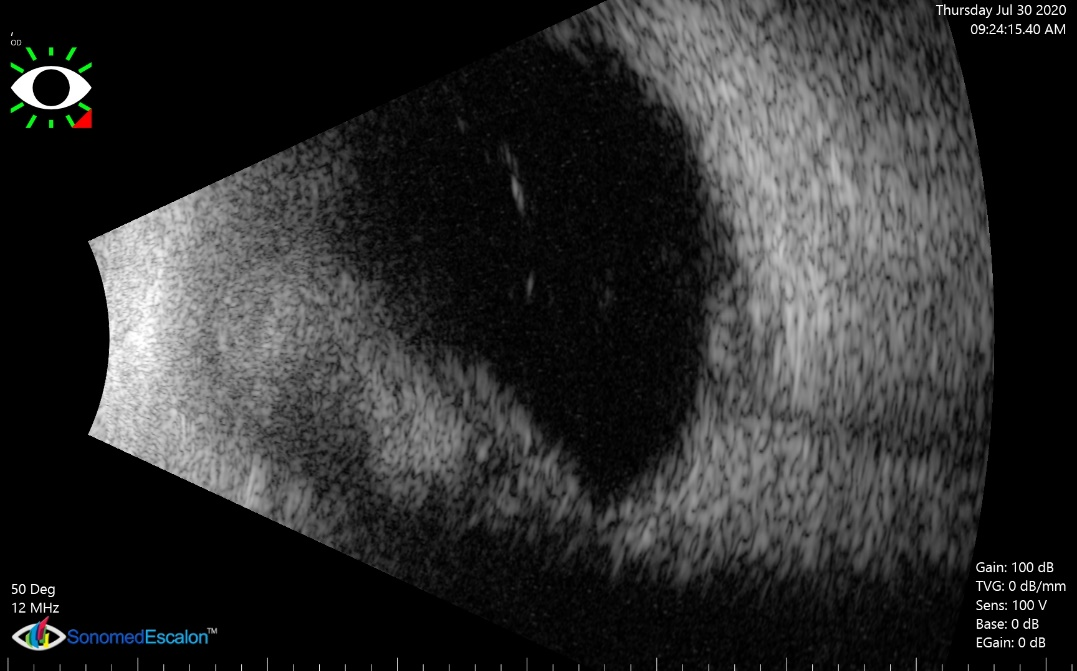 Thursday Jul 30 2020
09:24:15.40 AM
OD
50 Deg
12 MHz
SonomedEscalon™
Gain: 100 dB
TVG: 0 dB/mm
Sens: 100 V
Base: 0 dB
EGain: 0 dB